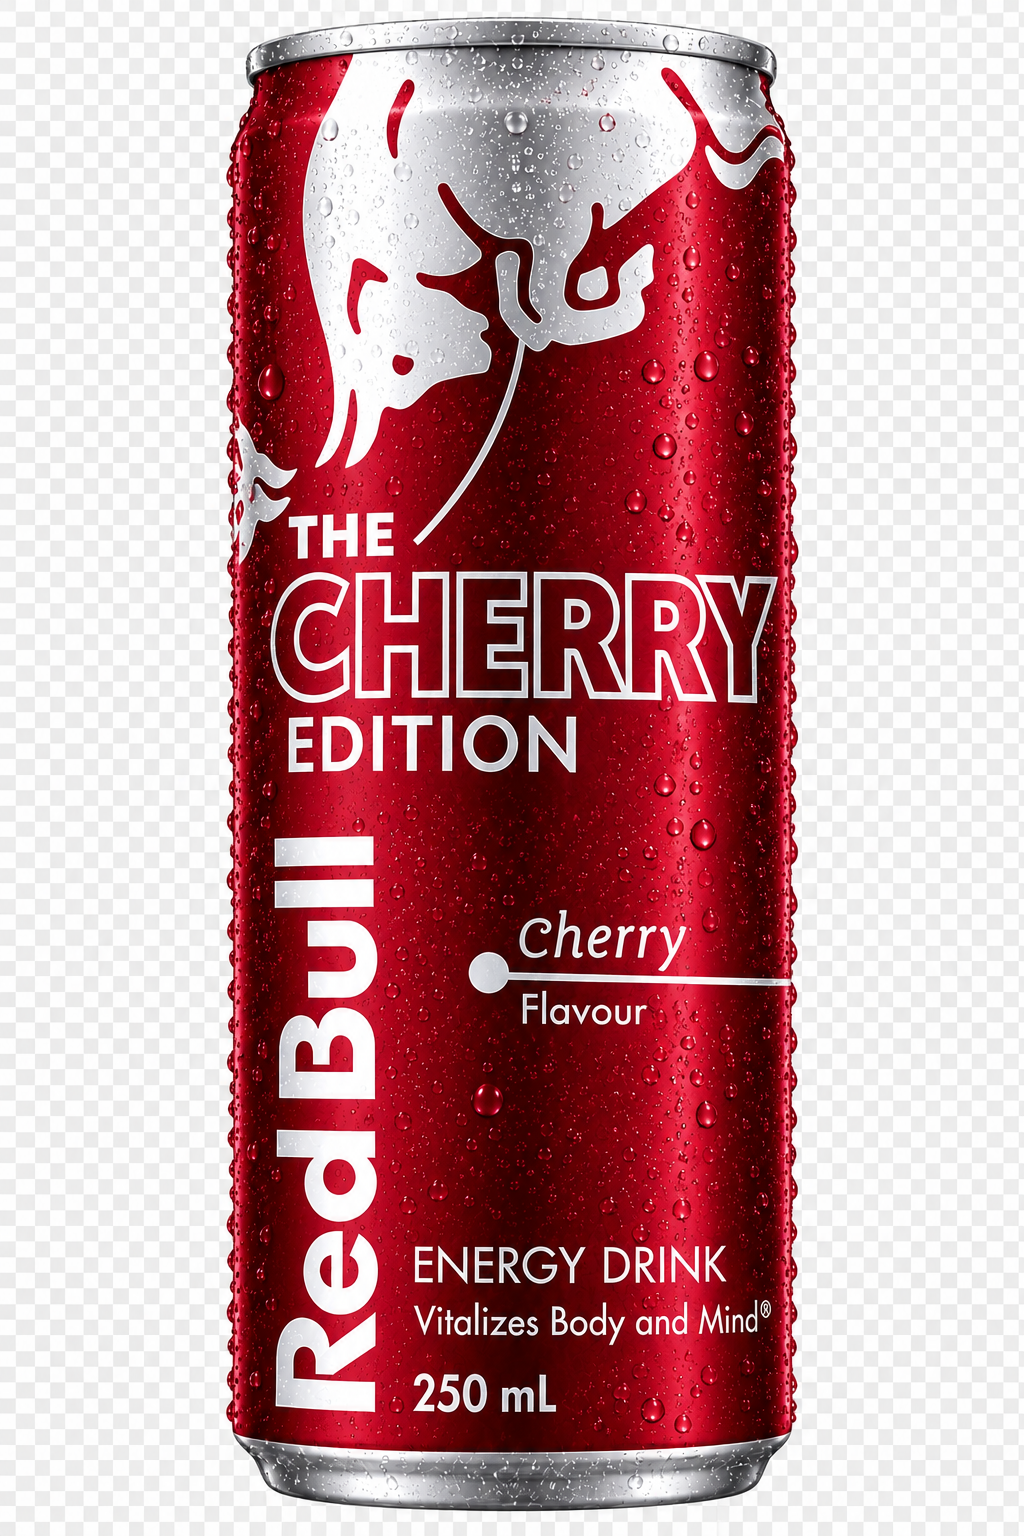 THE
CHERRY
EDITION
Red Bull
Cherry
Flavour
ENERGY DRINK
Vitalizes Body and Mind®
250 mL